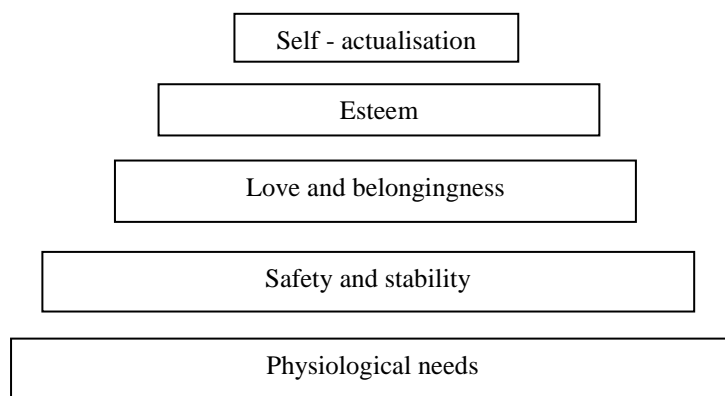 Self - actualisation
Esteem
Love and belongingness
Safety and stability
Physiological needs